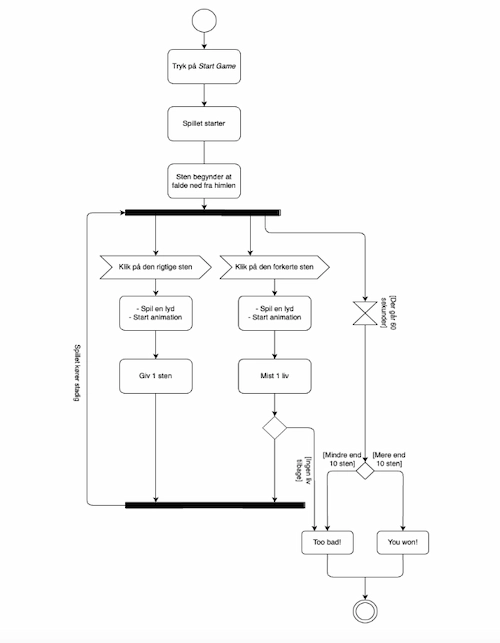 Tryk på Start Game
Spillet starter
Sten begynder at
falde ned fra himlen
Klik på den rigtige sten
Klik på den forkerte sten
- Spil en lyd
- Start animation
- Spil en lyd
- Start animation
[Der går 60
sekunder]
Spillet kører stadig
Giv 1 sten
Mist 1 liv
[Ingen liv
tilbage]
[Mindre end
10 sten]
[Mere end
10 sten]
Too bad!
You won!